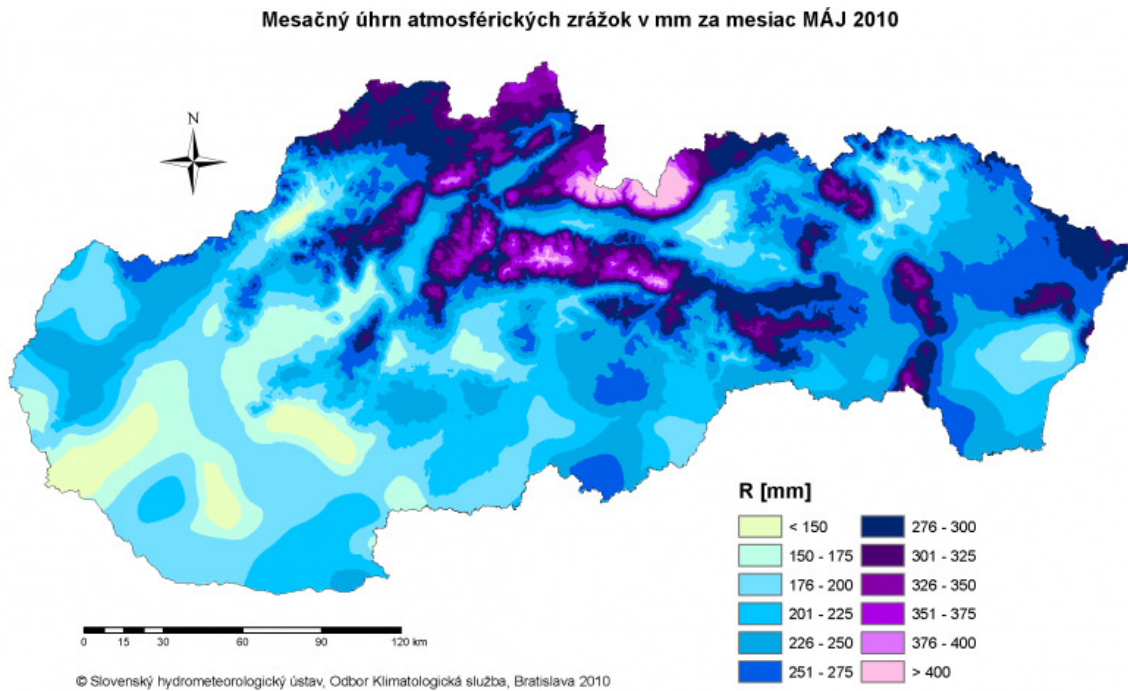 Mesačný úhrn atmosférických zrážok v mm za mesiac MÁJ 2010
N
R [mm]
< 150
276 - 300
150 - 175
301 - 325
176 - 200
326 - 350
201 - 225
351 - 375
226 - 250
376 - 400
251 - 275
> 400
0 15 30 60 90 120 km
© Slovenský hydrometeorologický ústav, Odbor Klimatologická služba, Bratislava 2010